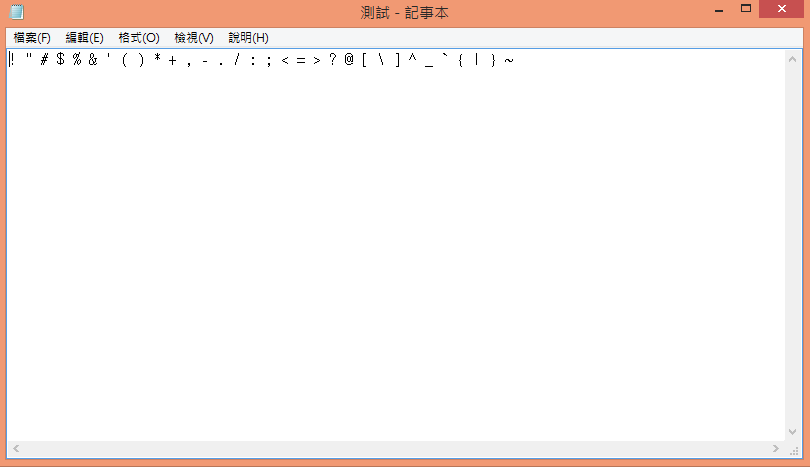 測試 - 記事本
檔案(F) 編輯(E) 格式(O) 檢視(V) 說明(H)
! " # $ % & ' ( ) * + , - . / : ; < = > ? @ [ \ ] ^ _ ` { | } ~